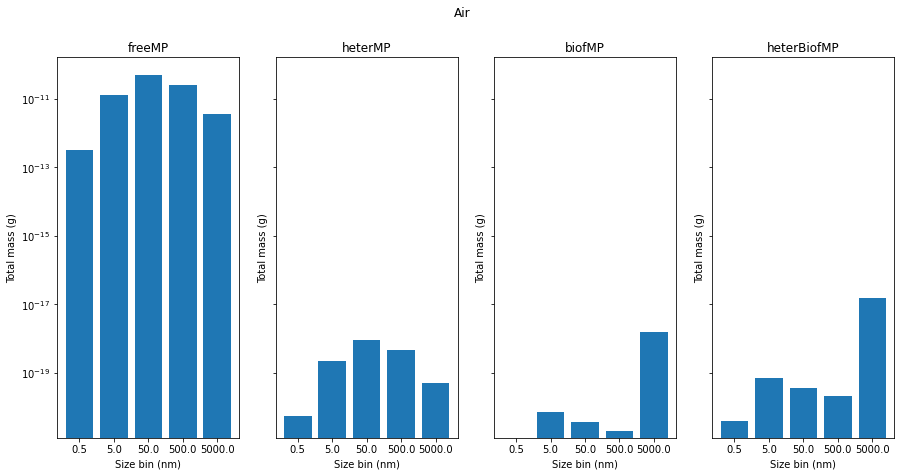 Air
freeMP
heterMP
biofMP
heterBiofMP
Total mass (g)
10⁻¹¹
10⁻¹³
10⁻¹⁵
10⁻¹⁷
10⁻¹⁹
Total mass (g)
Total mass (g)
Total mass (g)
0.5 5.0 50.0 500.0 5000.0
0.5 5.0 50.0 500.0 5000.0
0.5 5.0 50.0 500.0 5000.0
0.5 5.0 50.0 500.0 5000.0
Size bin (nm)
Size bin (nm)
Size bin (nm)
Size bin (nm)